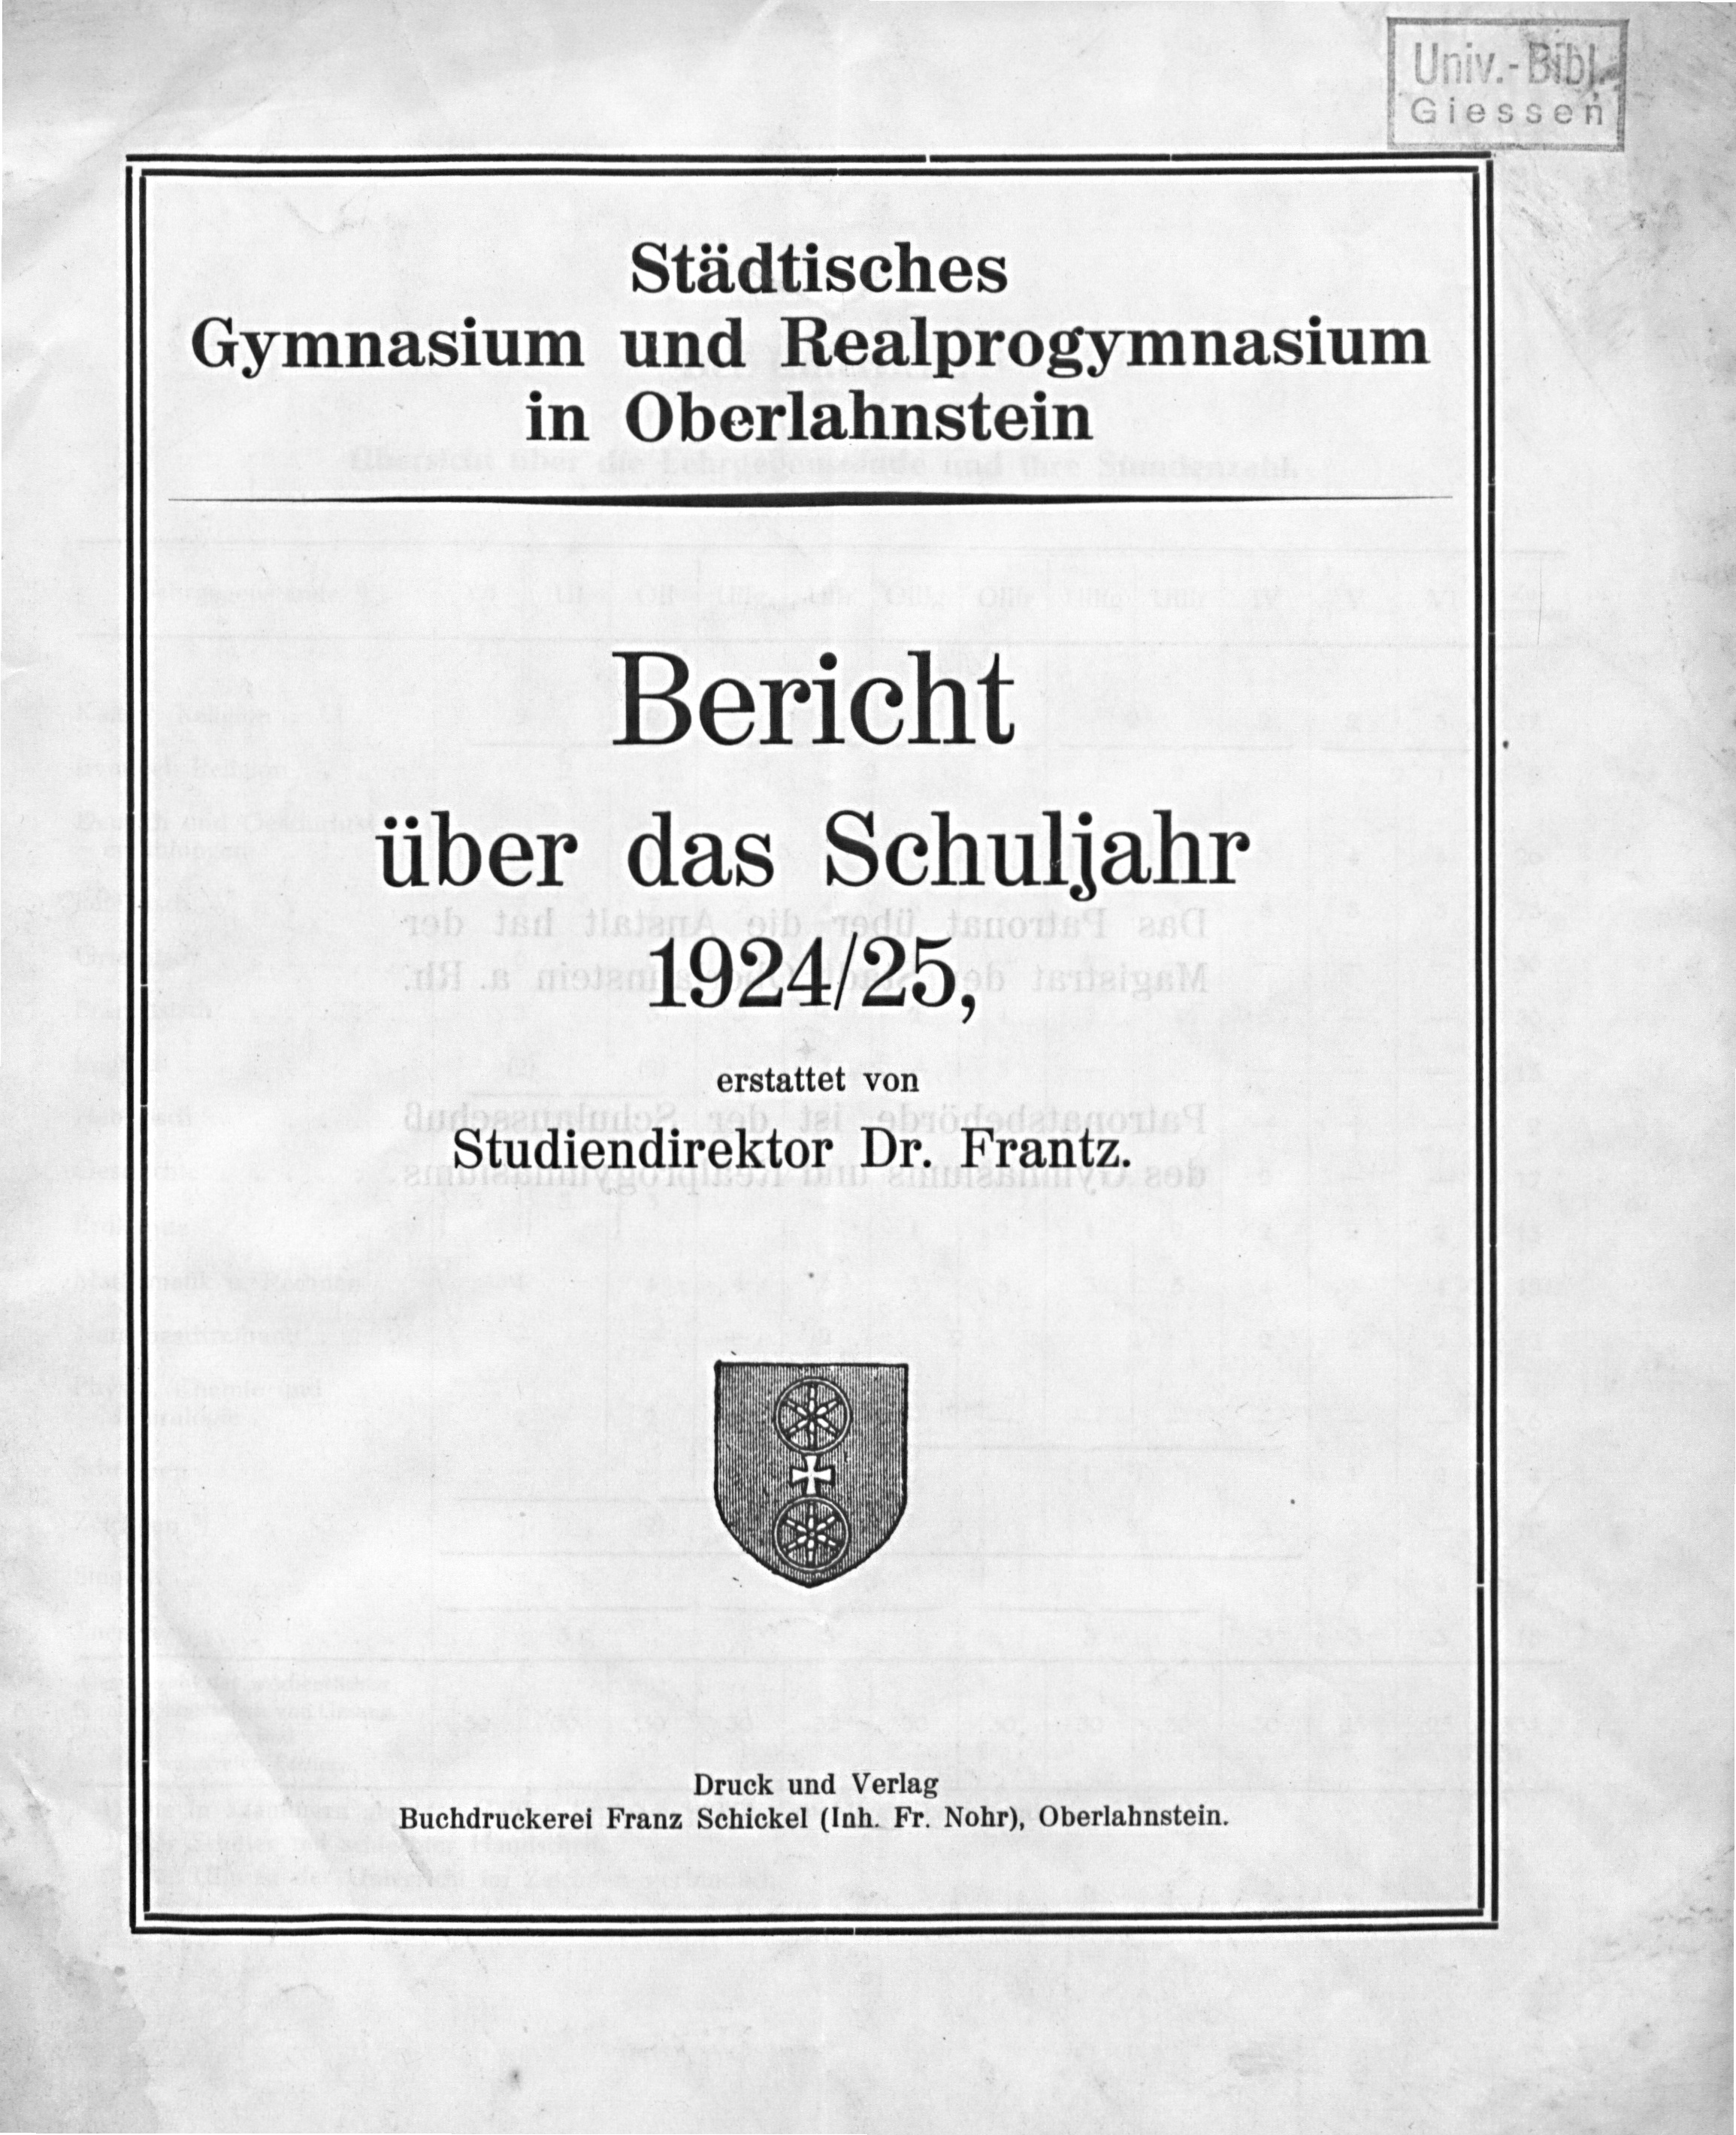 Univ.-Bibl.
Giessen
Städtisches
Gymnasium und Realprogymnasium
in Oberlahnstein
Bericht
über das Schuljahr
1924/25,
erstattet von
Studiendirektor Dr. Frantz.
Druck und Verlag
Buchdruckerei Franz Schickel (Inh. Fr. Nohr), Oberlahnstein.